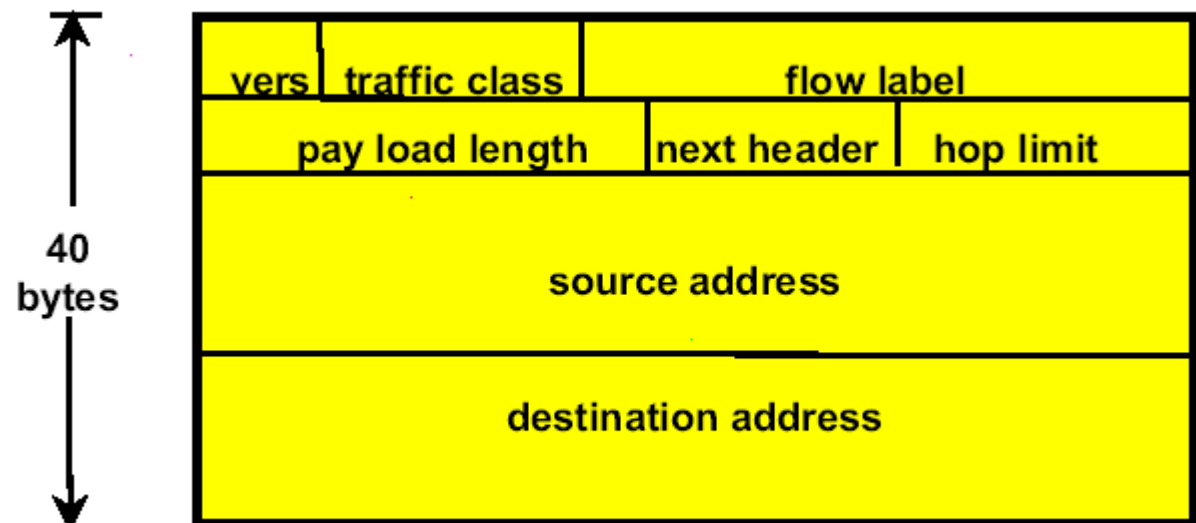 vers traffic class flow label
pay load length next header hop limit
40
bytes
source address
destination address